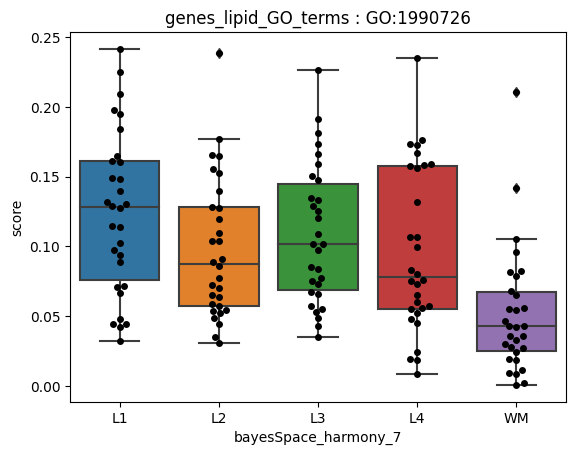 genes_lipid_GO_terms : GO:1990726
0.25
0.20
0.15
0.10
0.05
0.00
score
L1 L2 L3 L4 WM
bayesSpace_harmony_7